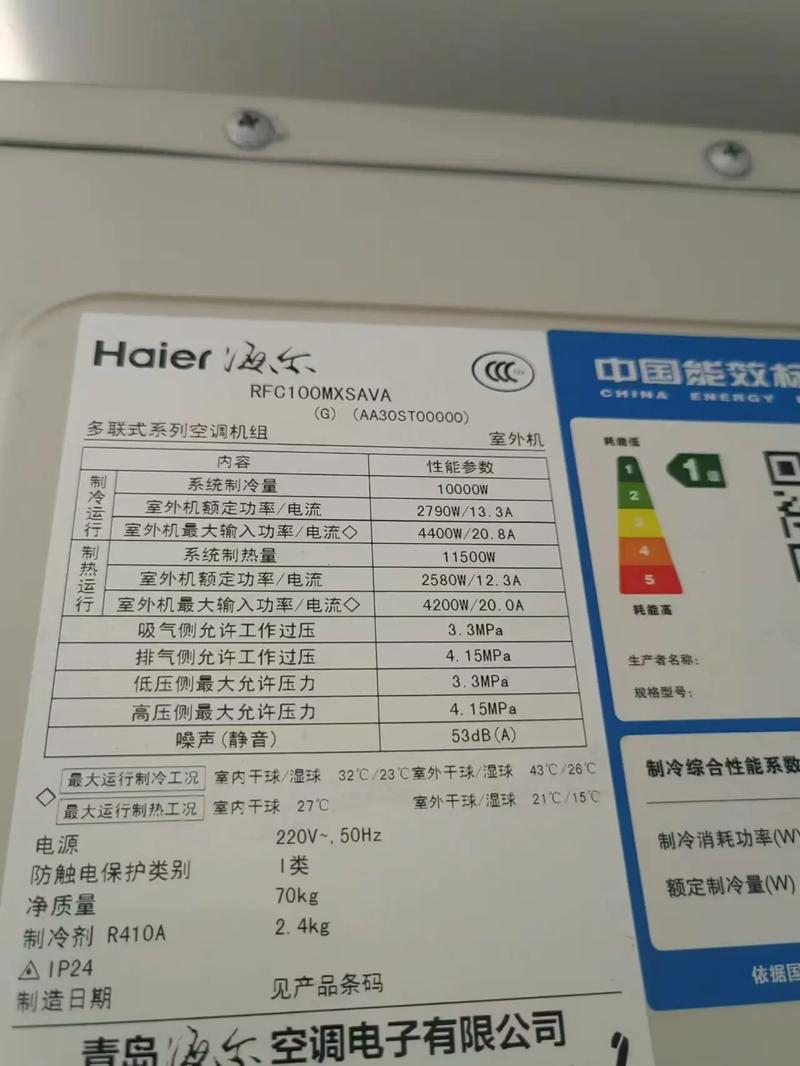 Haier 海尔
RFC100MXSAVA
(G) (AA30ST00000)
多联式系列空调机组 室外机
内容 性能参数
制冷运行
系统制冷量 10000W
室外机额定功率/电流 2790W/13.3A
室外机最大输入功率/电流◇ 4400W/20.8A
制热运行
系统制热量 11500W
室外机额定功率/电流 2580W/12.3A
室外机最大输入功率/电流◇ 4200W/20.0A
吸气侧允许工作过压 3.3MPa
排气侧允许工作过压 4.15MPa
低压侧最大允许压力 3.3MPa
高压侧最大允许压力 4.15MPa
噪声(静音) 53dB(A)
◇ 最大运行制冷工况 室内干球/湿球 32℃/23℃ 室外干球/湿球 43℃/26℃
最大运行制热工况 室内干球 27℃ 室外干球/湿球 21℃/15℃
电源 220V~,50Hz
防触电保护类别 I类
净质量 70kg
制冷剂 R410A 2.4kg
IP24
制造日期 见产品条码
青岛海尔空调电子有限公司
中国能效标
CHINA ENERGY
耗能低
1
2
3
4
5
1级
耗能高
生产者名称:
规格型号:
制冷综合性能系数
制冷消耗功率(W)
额定制冷量(W)
依据国